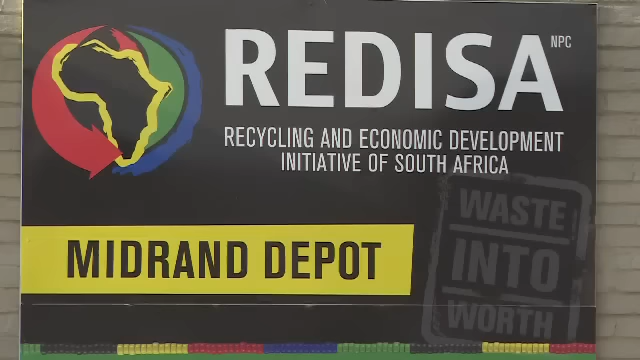 REDISA NPC
RECYCLING AND ECONOMIC DEVELOPMENT
INITIATIVE OF SOUTH AFRICA
WASTE
INTO
WORTH
MIDRAND DEPOT